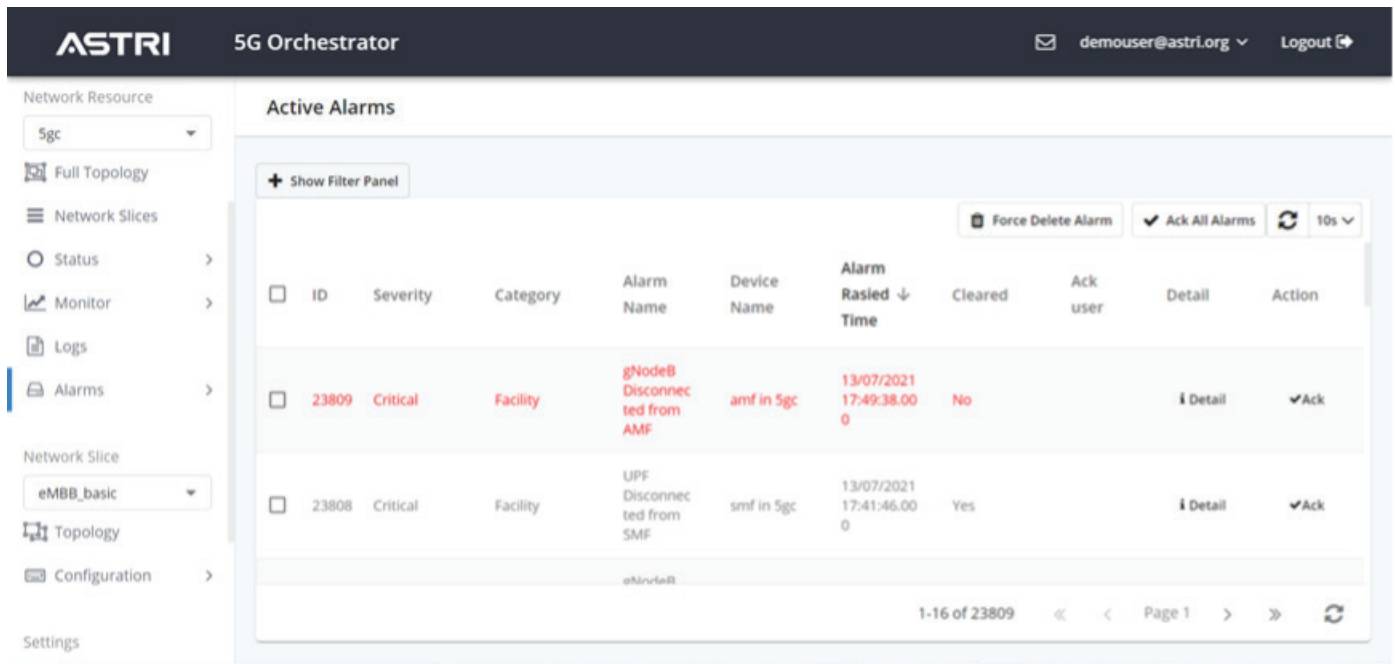 ASTRI
5G Orchestrator
demouser@astri.org
Logout
Network Resource
5gc
Full Topology
Network Slices
Status
Monitor
Logs
Alarms
Network Slice
eMBB_basic
Topology
Configuration
Settings
Active Alarms
Show Filter Panel
Force Delete Alarm
Ack All Alarms
10s
ID
Severity
Category
Alarm
Name
Device
Name
Alarm
Rasied
Time
Cleared
Ack
user
Detail
Action
23809
Critical
Facility
gNodeB
Disconnec
ted from
AMF
amf in 5gc
13/07/2021
17:49:38.00
0
No
Detail
Ack
23808
Critical
Facility
UPF
Disconnec
ted from
SMF
smf in 5gc
13/07/2021
17:41:46.00
0
Yes
Detail
Ack
gNodeB
1-16 of 23809
Page 1